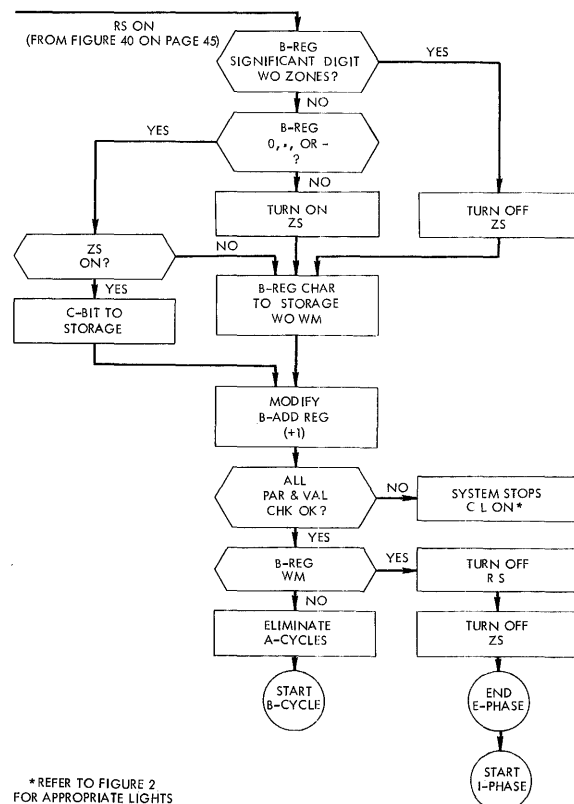 RS ON
(FROM FIGURE 40 ON PAGE 45)
B-REG
SIGNIFICANT DIGIT
WO ZONES?
YES
NO
YES
B-REG
0,., OR -
?
NO
TURN ON
ZS
TURN OFF
ZS
ZS
ON?
NO
YES
B-REG CHAR
TO STORAGE
WO WM
C-BIT TO
STORAGE
MODIFY
B-ADD REG
(+1)
ALL
PAR & VAL
CHK OK?
NO
SYSTEM STOPS
C L ON*
YES
B-REG
WM
YES
TURN OFF
R S
NO
ELIMINATE
A-CYCLES
TURN OFF
ZS
START
B-CYCLE
END
E-PHASE
START
I-PHASE
*REFER TO FIGURE 2
FOR APPROPRIATE LIGHTS